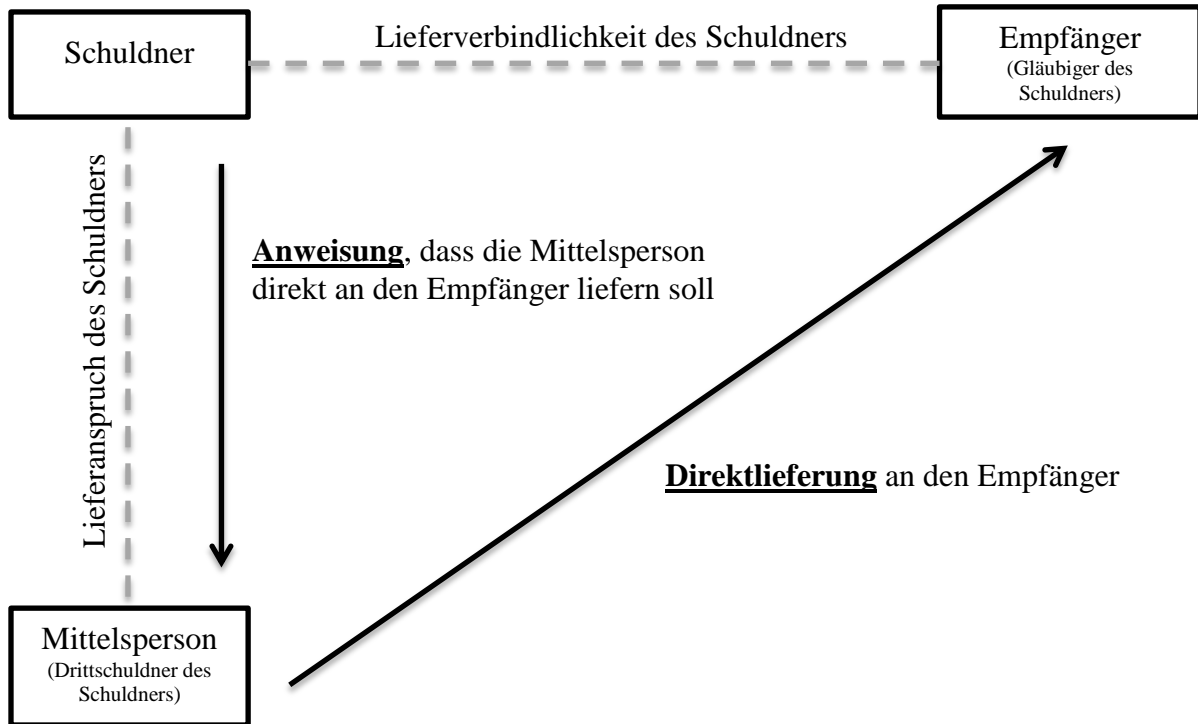 Schuldner
Lieferverbindlichkeit des Schuldners
Empfänger
(Gläubiger des
Schuldners)
Lieferanspruch des Schuldners
Anweisung, dass die Mittelsperson
direkt an den Empfänger liefern soll
Direktlieferung an den Empfänger
Mittelsperson
(Drittschuldner des
Schuldners)